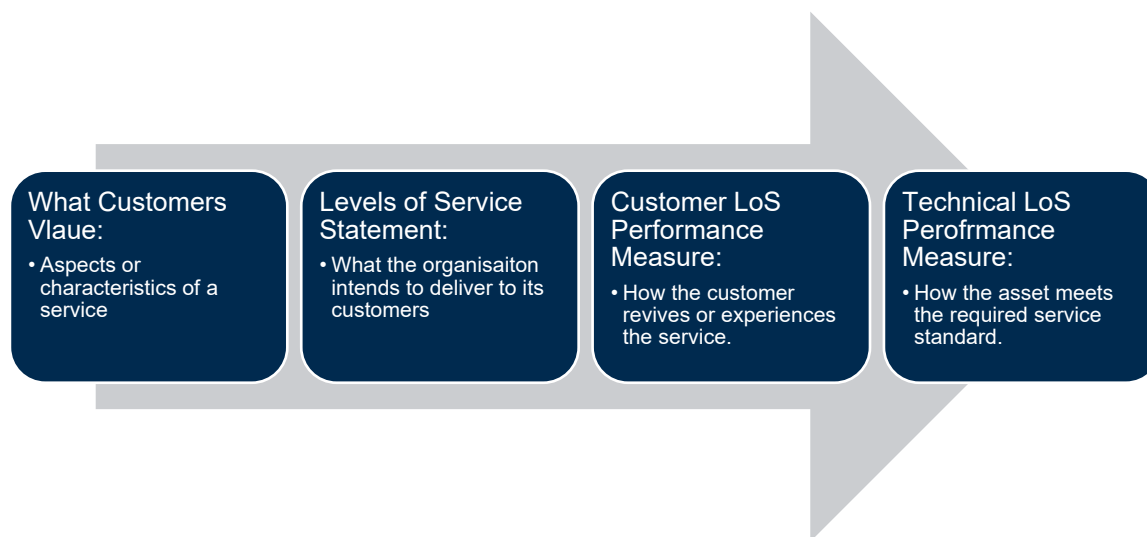 What Customers
Vlaue:
• Aspects or
characteristics of a
service
Levels of Service
Statement:
• What the organisaiton
intends to deliver to its
customers
Customer LoS
Performance
Measure:
• How the customer
revives or experiences
the service.
Technical LoS
Perofrmance
Measure:
• How the asset meets
the required service
standard.